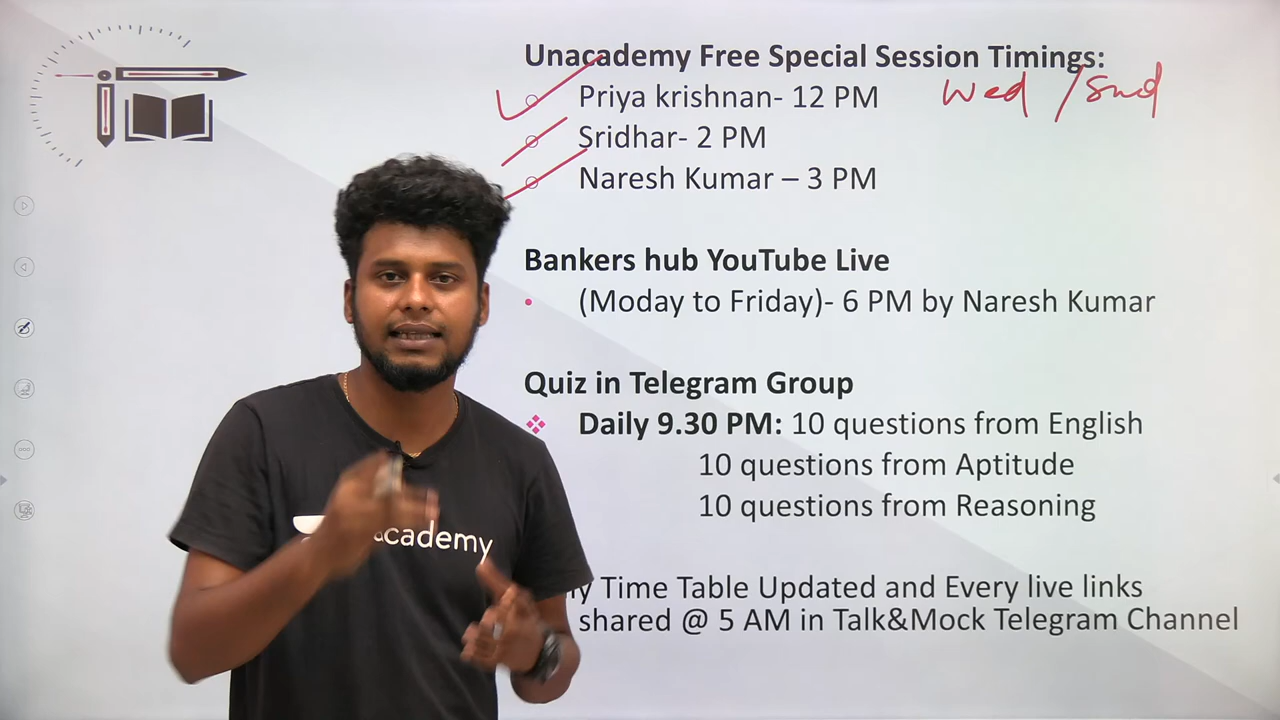 Unacademy Free Special Session Timings:
Priya krishnan- 12 PM Wed /
Sridhar- 2 PM
Naresh Kumar – 3 PM
Bankers hub YouTube Live
(Moday to Friday)- 6 PM by Naresh Kumar
Quiz in Telegram Group
Daily 9.30 PM: 10 questions from English
10 questions from Aptitude
10 questions from Reasoning
Time Table Updated and Every live links
shared @ 5 AM in Talk&Mock Telegram Channel
academy